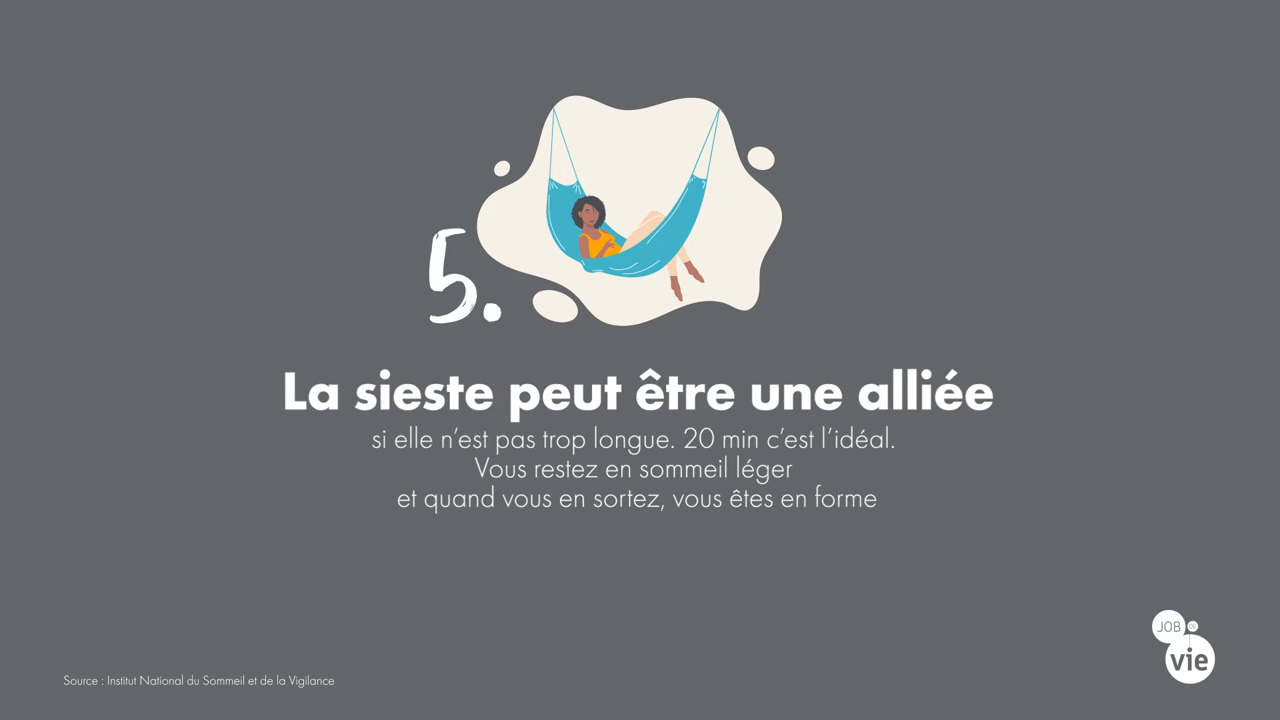 5.
La sieste peut être une alliée
si elle n’est pas trop longue. 20 min c’est l’idéal.
Vous restez en sommeil léger
et quand vous en sortez, vous êtes en forme
JOB
DE
vie
Source : Institut National du Sommeil et de la Vigilance